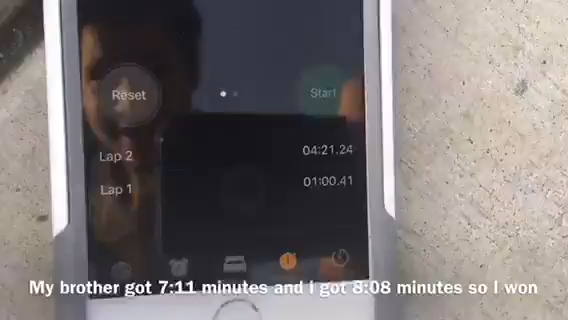 Reset
Start
Lap 2 04:21.24
Lap 1 01:00.41
My brother got 7:11 minutes and I got 8:08 minutes so I won